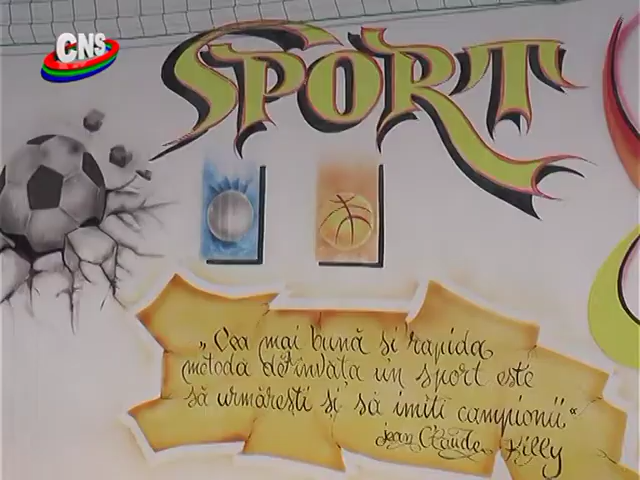 CNS
SPORT
„Cea mai bună și rapida
metodă de învăța un sport este
să urmărești și să imiți campionii“
Jean Claude Killy